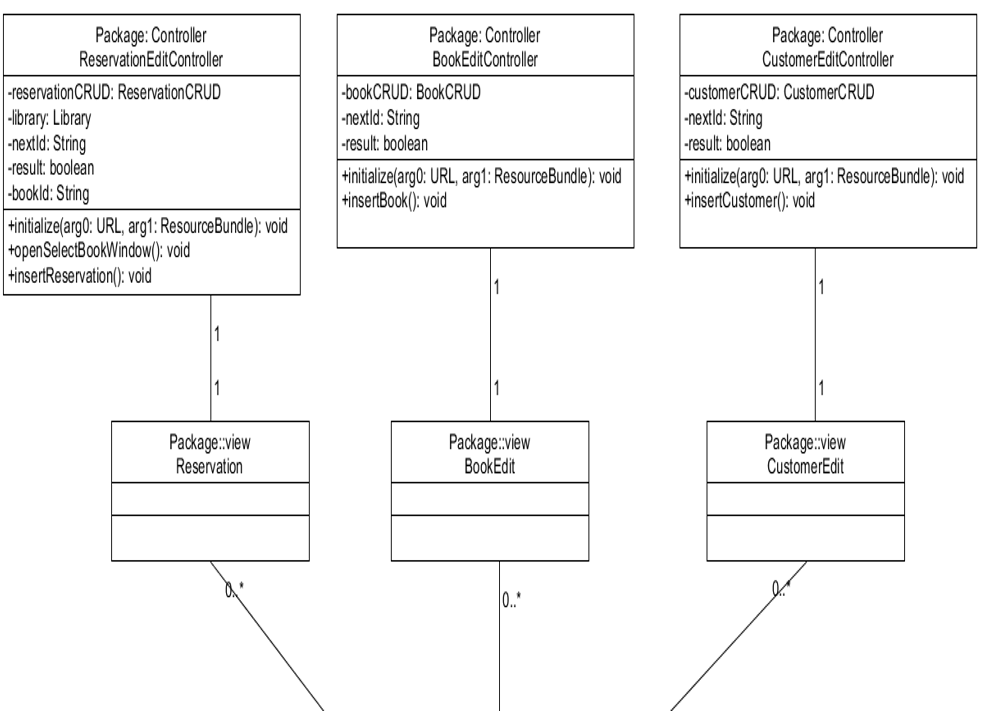 Package: Controller
ReservationEditController
-reservationCRUD: ReservationCRUD
-library: Library
-nextId: String
-result: boolean
-bookId: String
+initialize(arg0: URL, arg1: ResourceBundle): void
+openSelectBookWindow(): void
+insertReservation(): void
Package: Controller
BookEditController
-bookCRUD: BookCRUD
-nextId: String
-result: boolean
+initialize(arg0: URL, arg1: ResourceBundle): void
+insertBook(): void
Package: Controller
CustomerEditController
-customerCRUD: CustomerCRUD
-nextId: String
-result: boolean
+initialize(arg0: URL, arg1: ResourceBundle): void
+insertCustomer(): void
1
1
1
1
1
1
Package::view
Reservation
Package::view
BookEdit
Package::view
CustomerEdit
0..*
0..*
0..*